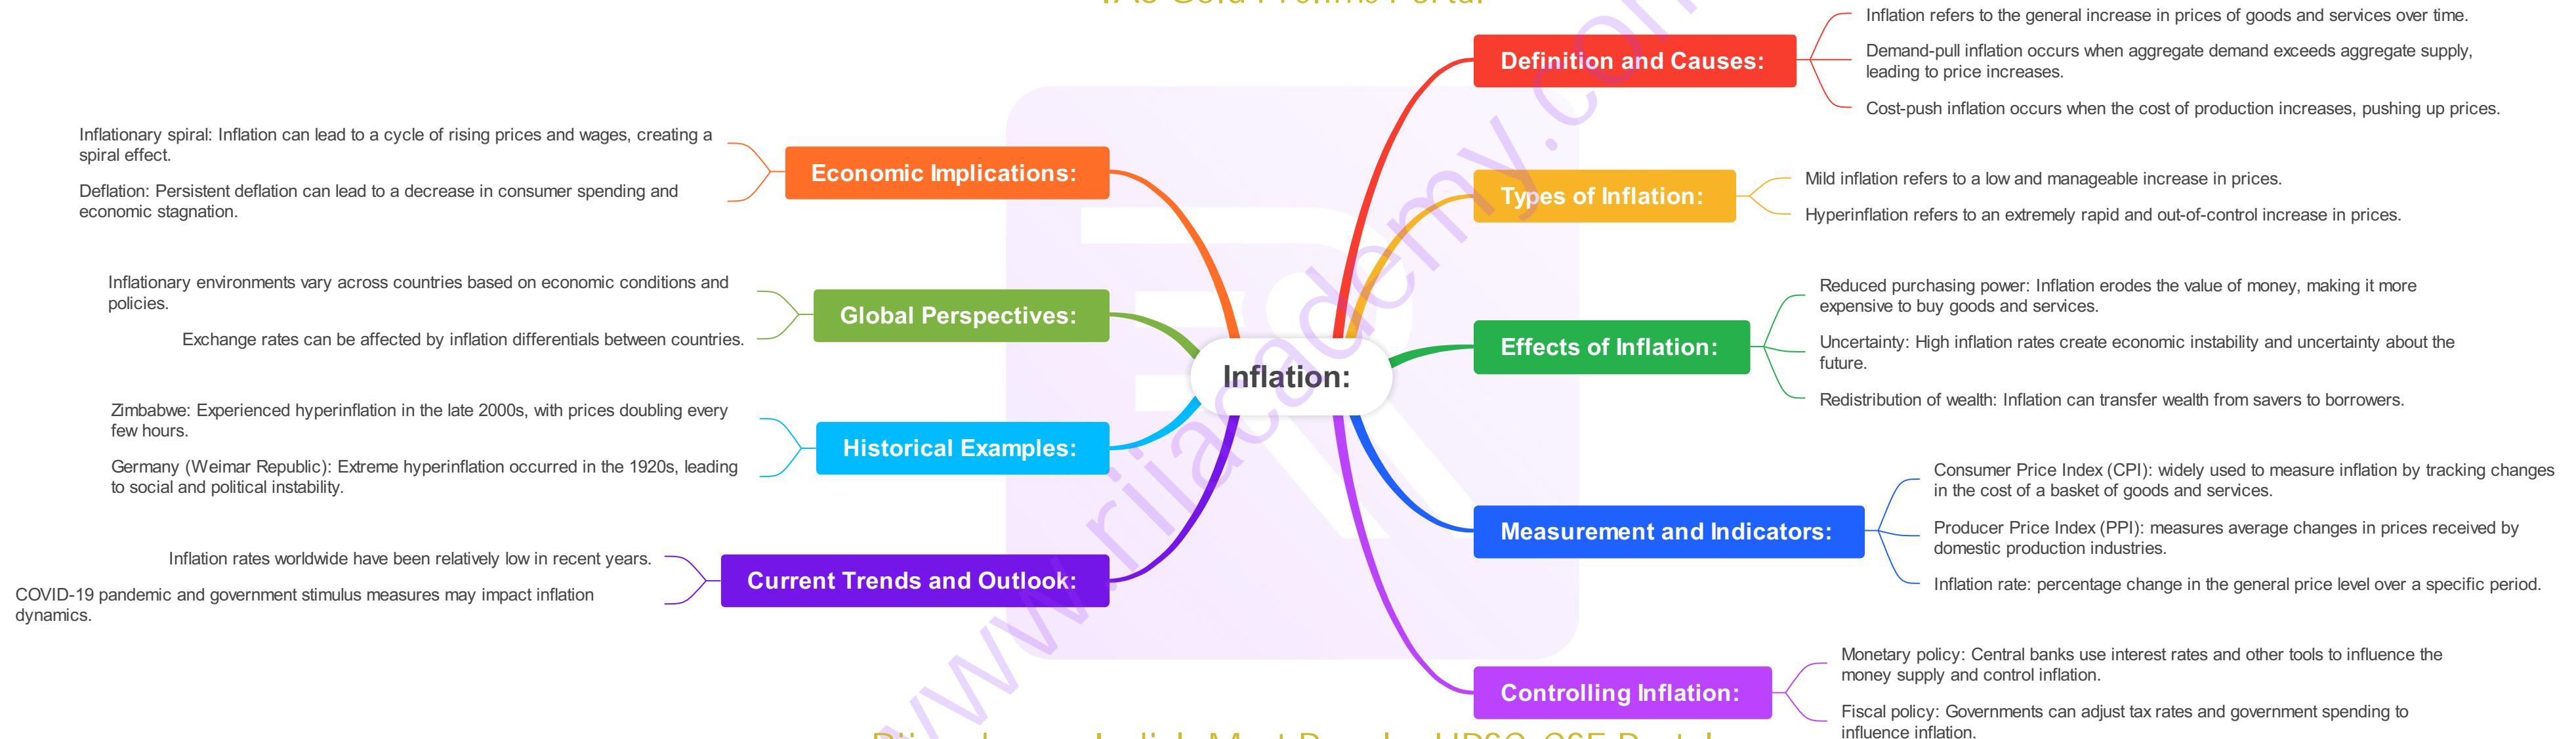 Inflation:
Definition and Causes:
Inflation refers to the general increase in prices of goods and services over time.
Demand-pull inflation occurs when aggregate demand exceeds aggregate supply,
leading to price increases.
Cost-push inflation occurs when the cost of production increases, pushing up prices.
Types of Inflation:
Mild inflation refers to a low and manageable increase in prices.
Hyperinflation refers to an extremely rapid and out-of-control increase in prices.
Effects of Inflation:
Reduced purchasing power: Inflation erodes the value of money, making it more
expensive to buy goods and services.
Uncertainty: High inflation rates create economic instability and uncertainty about the
future.
Redistribution of wealth: Inflation can transfer wealth from savers to borrowers.
Measurement and Indicators:
Consumer Price Index (CPI): widely used to measure inflation by tracking changes
in the cost of a basket of goods and services.
Producer Price Index (PPI): measures average changes in prices received by
domestic production industries.
Inflation rate: percentage change in the general price level over a specific period.
Controlling Inflation:
Monetary policy: Central banks use interest rates and other tools to influence the
money supply and control inflation.
Fiscal policy: Governments can adjust tax rates and government spending to
influence inflation.
Economic Implications:
Inflationary spiral: Inflation can lead to a cycle of rising prices and wages, creating a
spiral effect.
Deflation: Persistent deflation can lead to a decrease in consumer spending and
economic stagnation.
Global Perspectives:
Inflationary environments vary across countries based on economic conditions and
policies.
Exchange rates can be affected by inflation differentials between countries.
Historical Examples:
Zimbabwe: Experienced hyperinflation in the late 2000s, with prices doubling every
few hours.
Germany (Weimar Republic): Extreme hyperinflation occurred in the 1920s, leading
to social and political instability.
Current Trends and Outlook:
Inflation rates worldwide have been relatively low in recent years.
COVID-19 pandemic and government stimulus measures may impact inflation
dynamics.